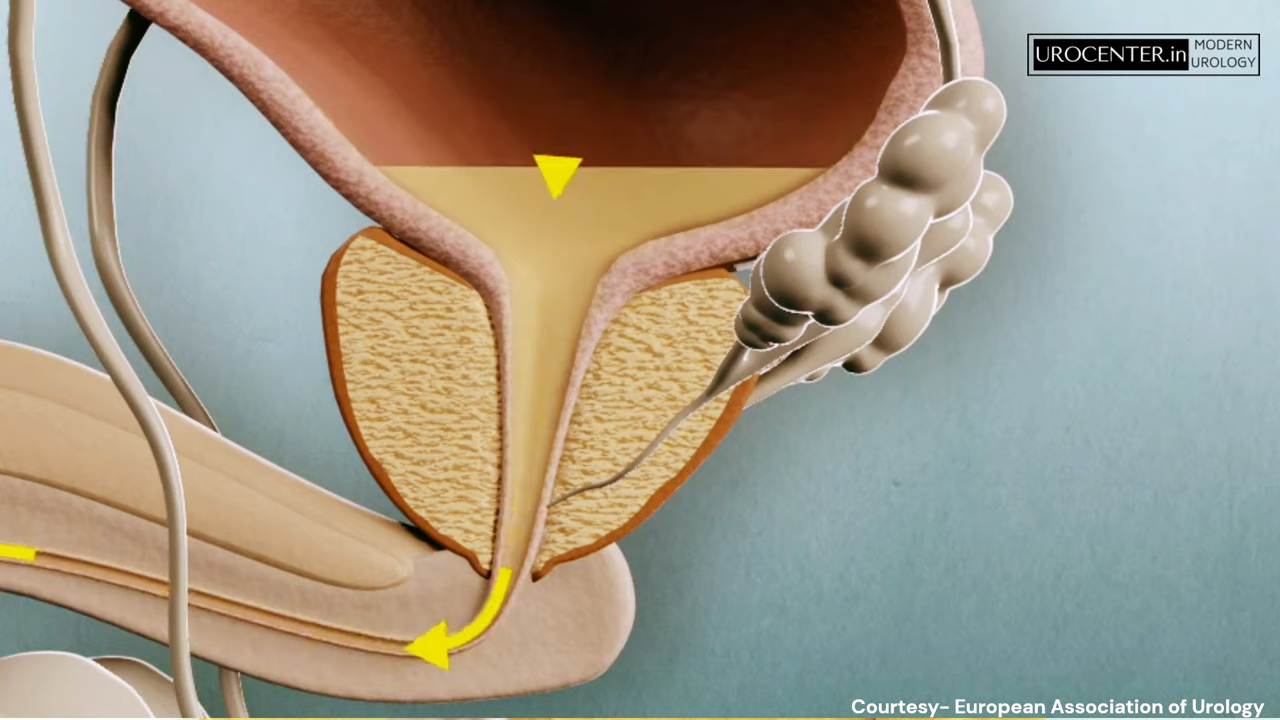 UROCENTER.in
MODERN
UROLOGY
Courtesy- European Association of Urology